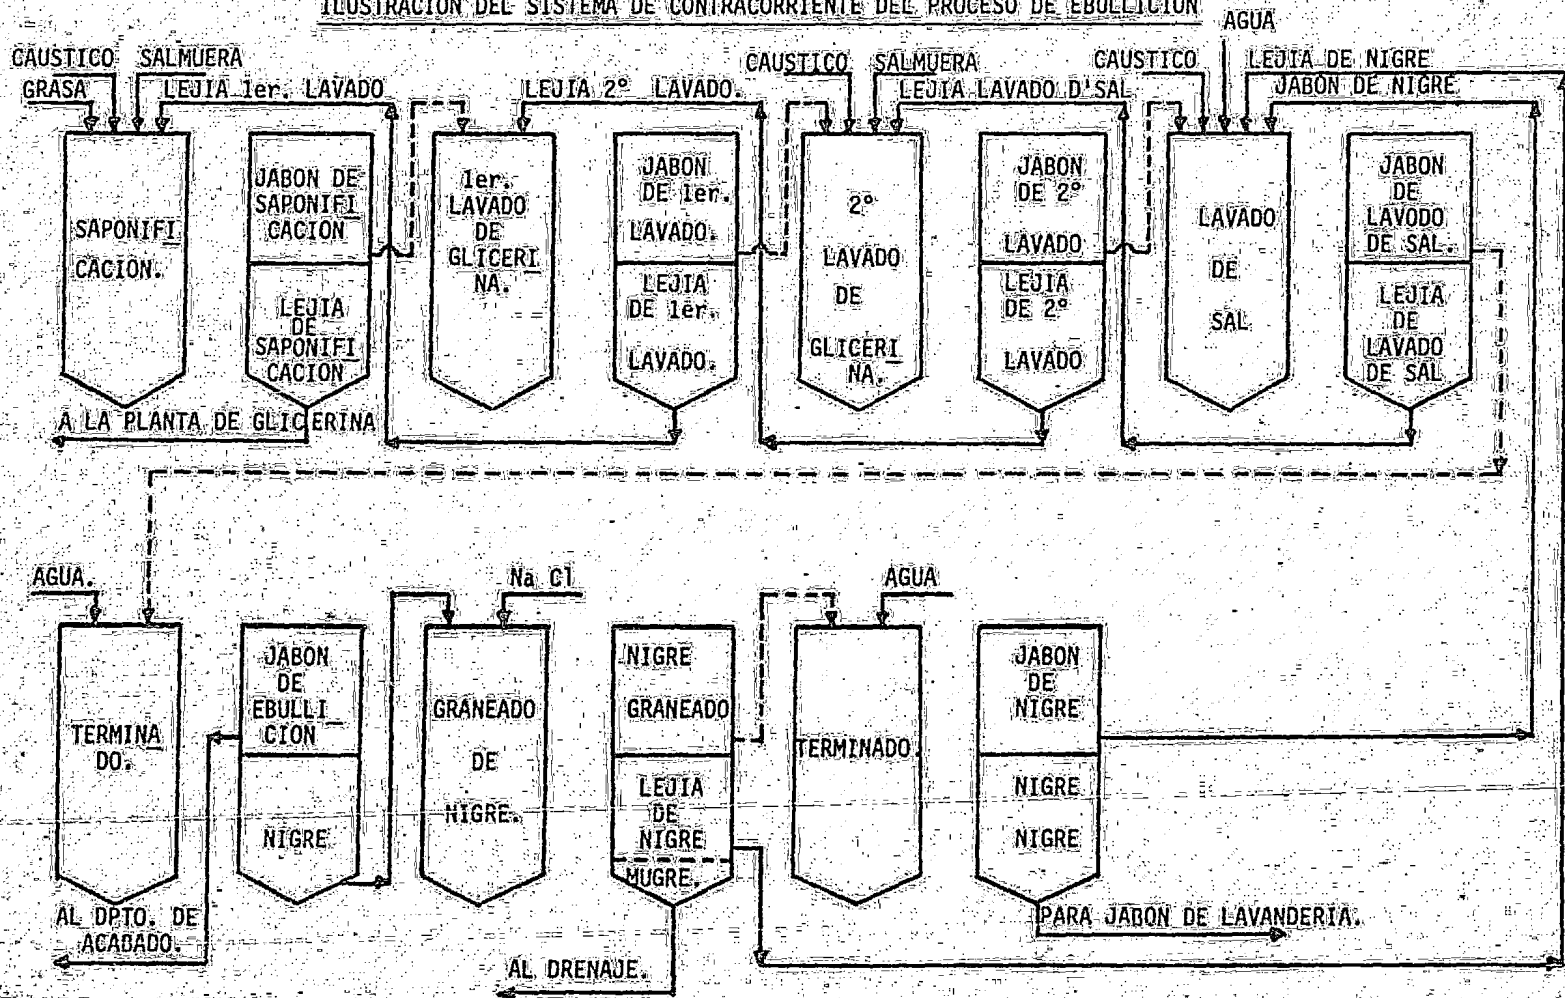 ILUSTRACION DEL SISTEMA DE CONTRACORRIENTE DEL PROCESO DE EBULLICION
AGUA
CAUSTICO
SALMUERA
GRASA
LEJIA 1er. LAVADO
LEJIA 2° LAVADO.
CAUSTICO
SALMUERA
LEJIA LAVADO D'SAL
CAUSTICO
LEJIA DE NIGRE
JABON DE NIGRE
SAPONIFI
CACION.
JABON DE
SAPONIFI
CACION
LEJIA
DE
SAPONIFI
CACION
1er.
LAVADO
DE
GLICERI
NA.
JABON
DE 1er.
LAVADO.
LEJIA
DE 1er.
LAVADO.
2°
LAVADO
DE
GLICERI
NA.
JABON
DE 2°
LAVADO
LEJIA
DE 2°
LAVADO
LAVADO
DE
SAL
JABON
DE
LAVODO
DE SAL.
LEJIA
DE
LAVADO
DE SAL
A LA PLANTA DE GLICERINA
AGUA.
Na Cl
AGUA
TERMINA
DO.
JABON
DE
EBULLI
CION
NIGRE
GRANEADO
DE
NIGRE.
NIGRE
GRANEADO
LEJIA
DE
NIGRE
MUGRE.
TERMINADO.
JABON
DE
NIGRE
NIGRE
NIGRE
AL DPTO. DE
ACABADO.
AL DRENAJE.
PARA JABON DE LAVANDERIA.